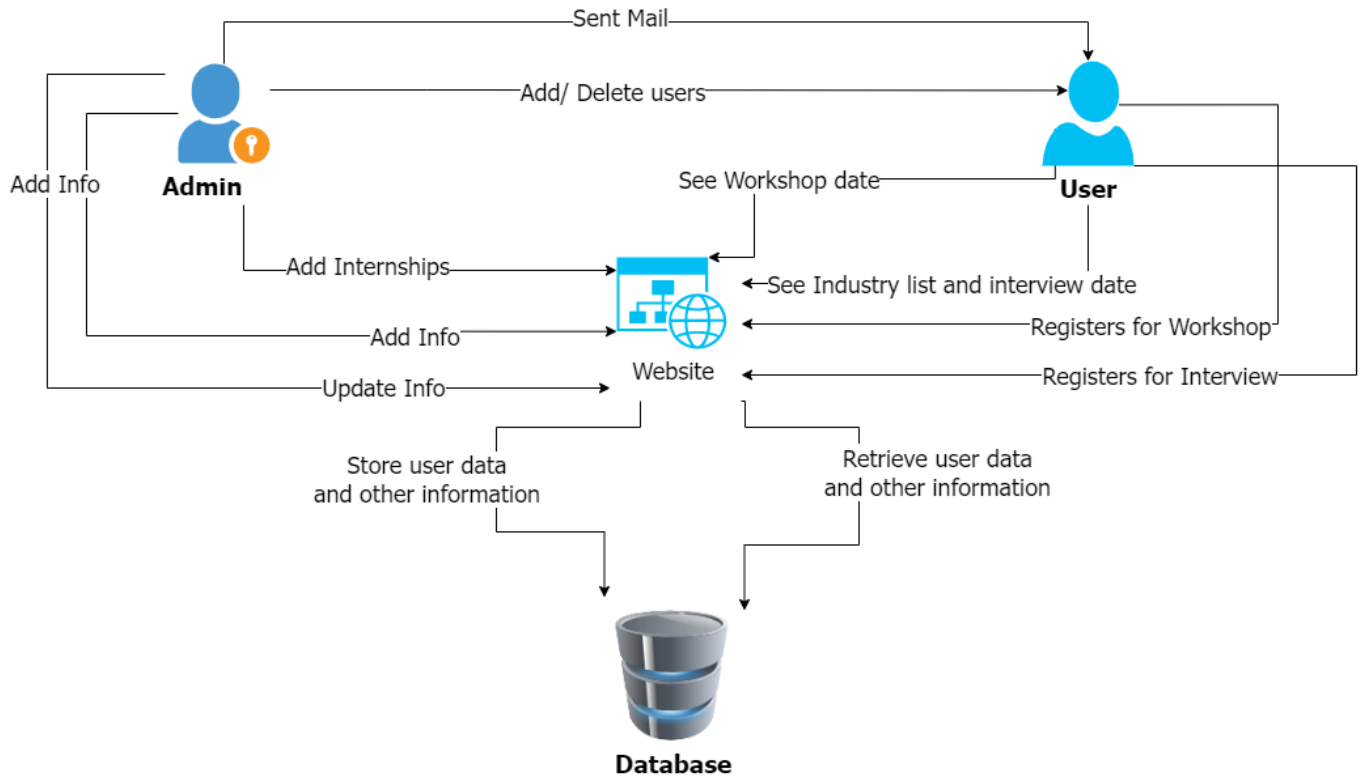 Sent Mail
Add/ Delete users
Add Info
Admin
See Workshop date
User
Add Internships
See Industry list and interview date
Registers for Workshop
Add Info
Website
Registers for Interview
Update Info
Store user data
and other information
Retrieve user data
and other information
Database